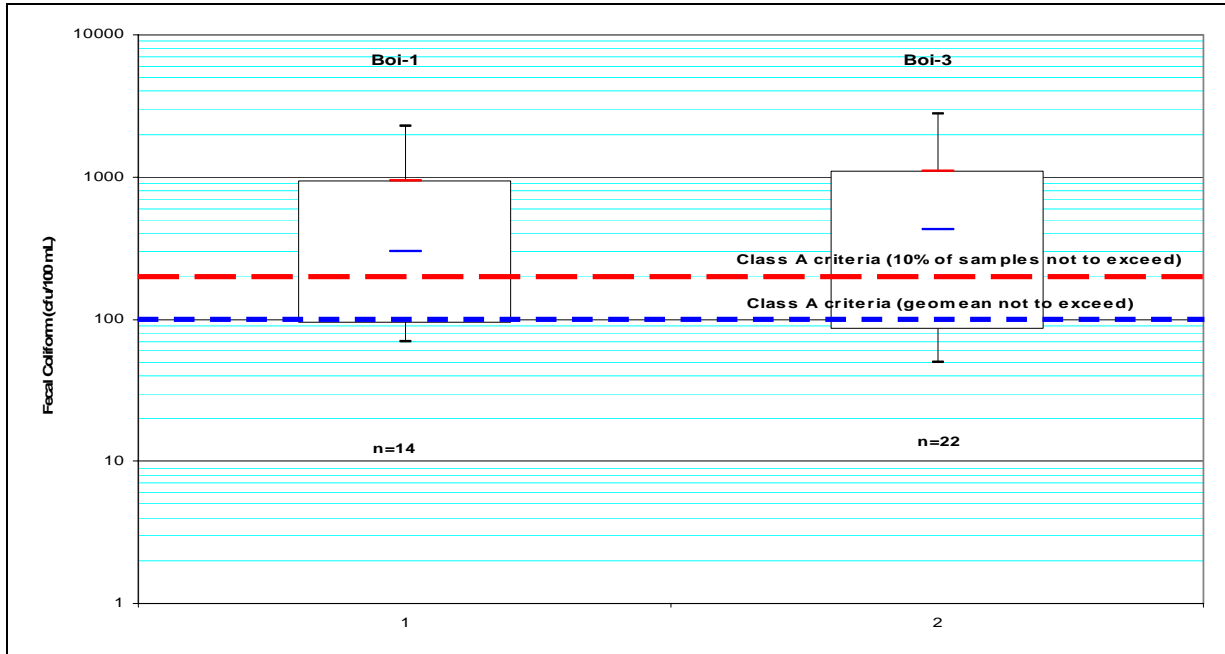 10000
Boi-1
Boi-3
1000
Fecal Coliform (cfu/100 mL)
Class A criteria (10% of samples not to exceed)
Class A criteria (geomean not to exceed)
100
n=14
n=22
10
1
1
2